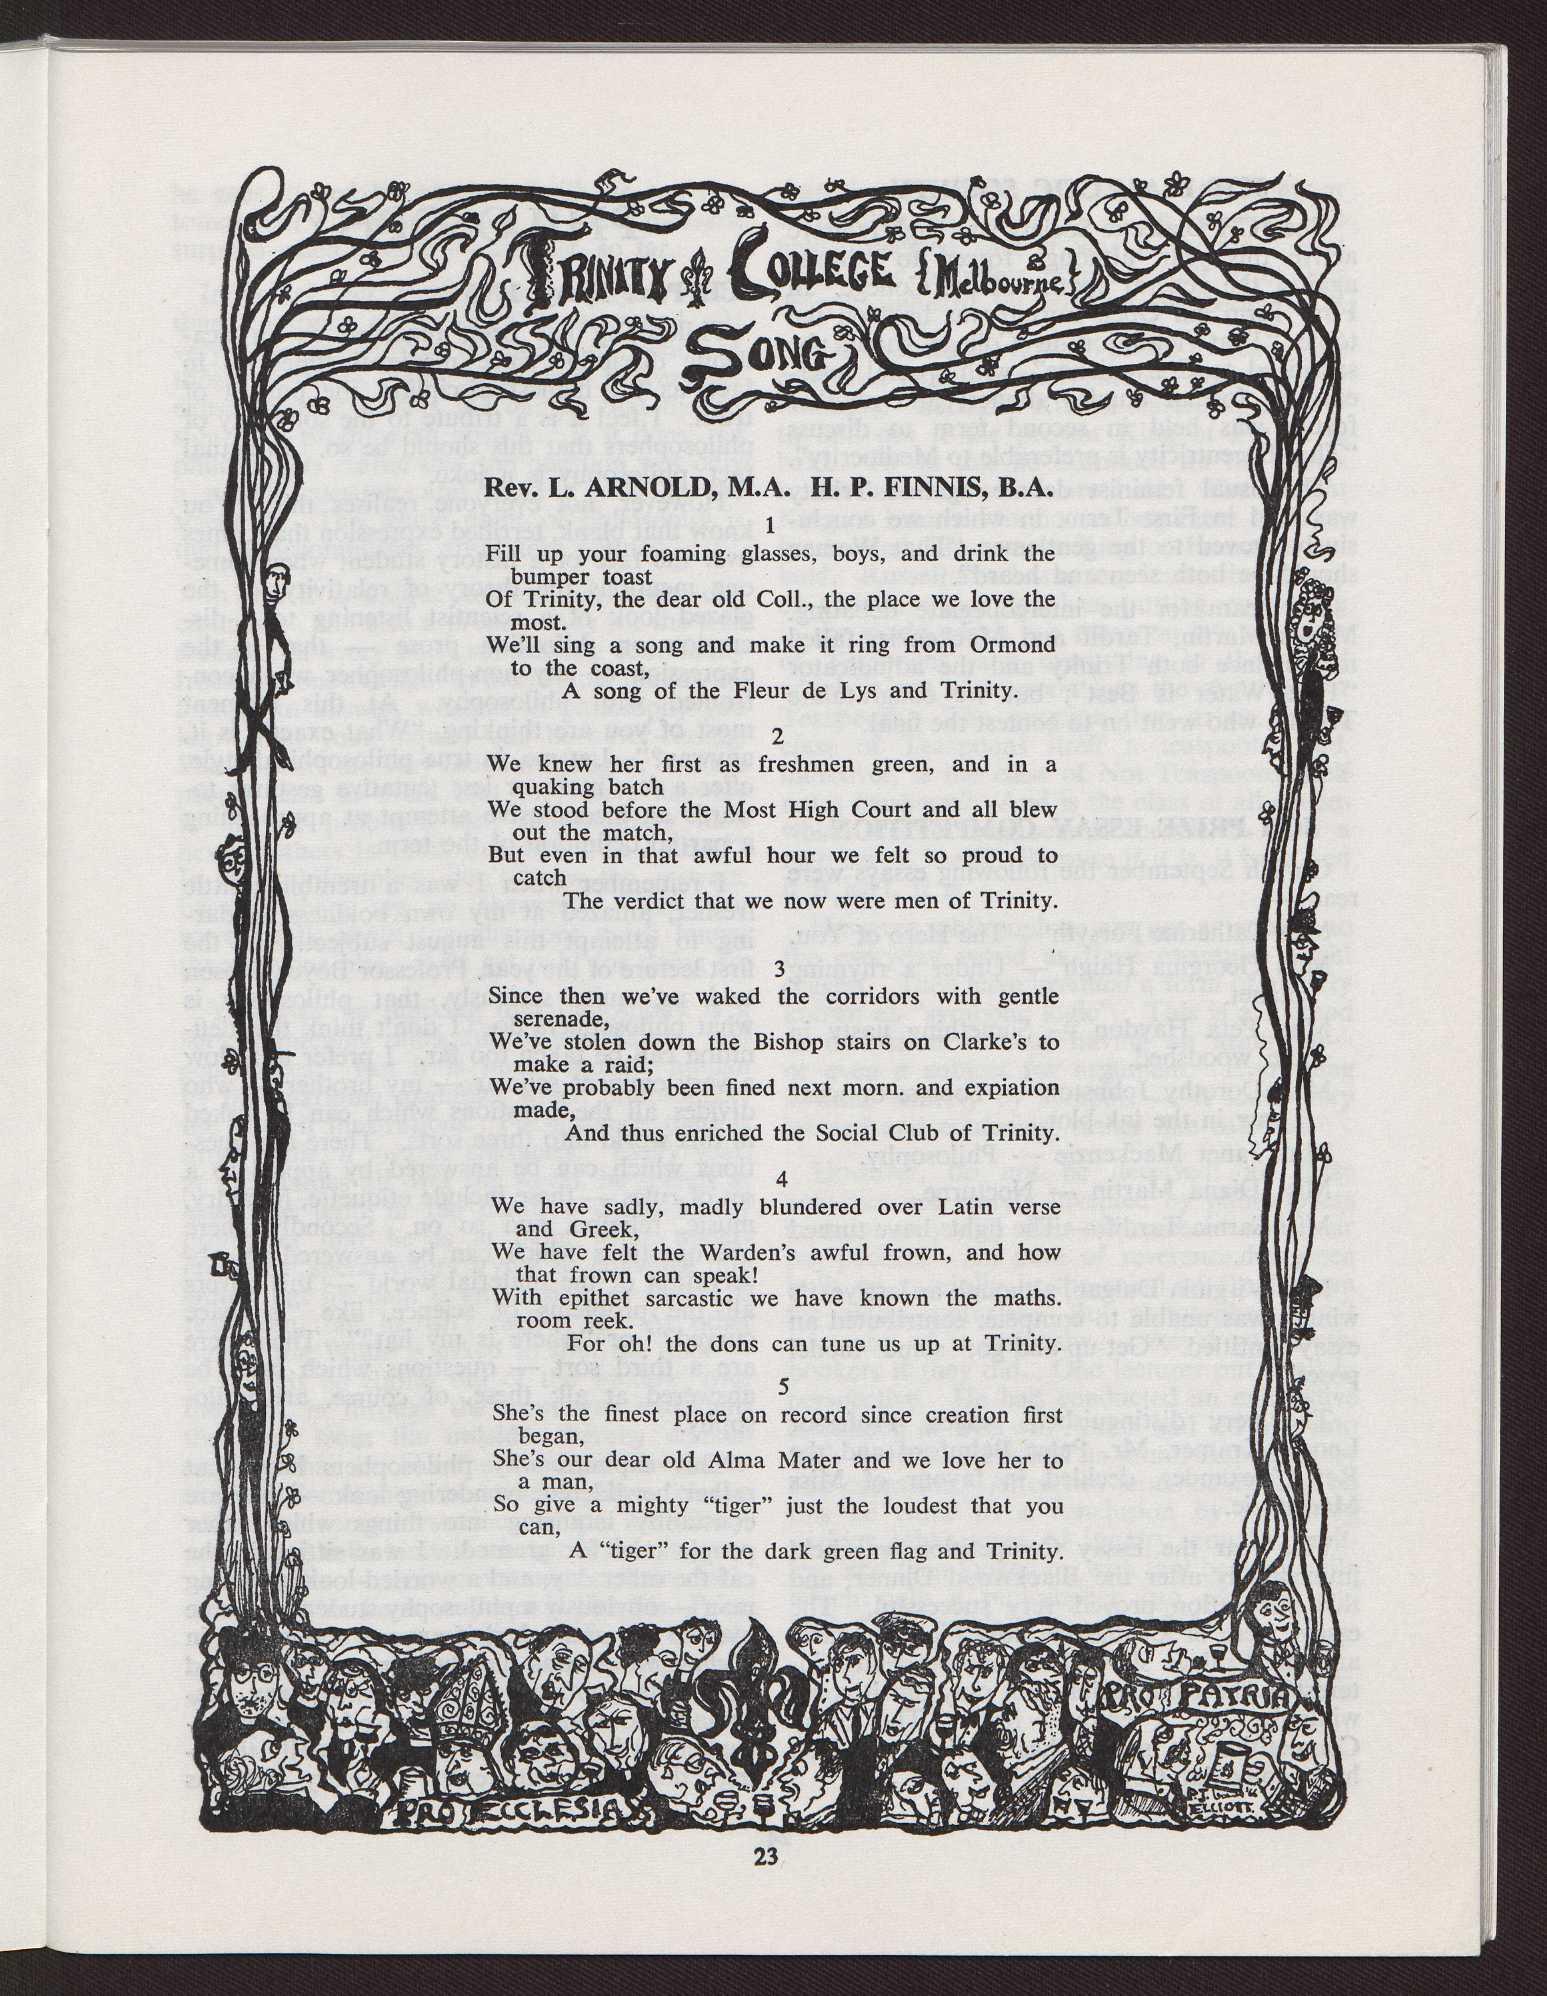 TRINITY COLLEGE {Melbourne}
SONG
Rev. L. ARNOLD, M.A. H. P. FINNIS, B.A.
1
Fill up your foaming glasses, boys, and drink the
bumper toast
Of Trinity, the dear old Coll., the place we love the
most.
We'll sing a song and make it ring from Ormond
to the coast,
A song of the Fleur de Lys and Trinity.
2
We knew her first as freshmen green, and in a
quaking batch
We stood before the Most High Court and all blew
out the match,
But even in that awful hour we felt so proud to
catch
The verdict that we now were men of Trinity.
3
Since then we've waked the corridors with gentle
serenade,
We've stolen down the Bishop stairs on Clarke's to
make a raid;
We've probably been fined next morn. and expiation
made,
And thus enriched the Social Club of Trinity.
4
We have sadly, madly blundered over Latin verse
and Greek,
We have felt the Warden's awful frown, and how
that frown can speak!
With epithet sarcastic we have known the maths.
room reek.
For oh! the dons can tune us up at Trinity.
5
She's the finest place on record since creation first
began,
She's our dear old Alma Mater and we love her to
a man,
So give a mighty "tiger" just the loudest that you
can,
A "tiger" for the dark green flag and Trinity.
PRO PATRIA
PRO ECCLESIA
P.J.
ELLIOTT.
23